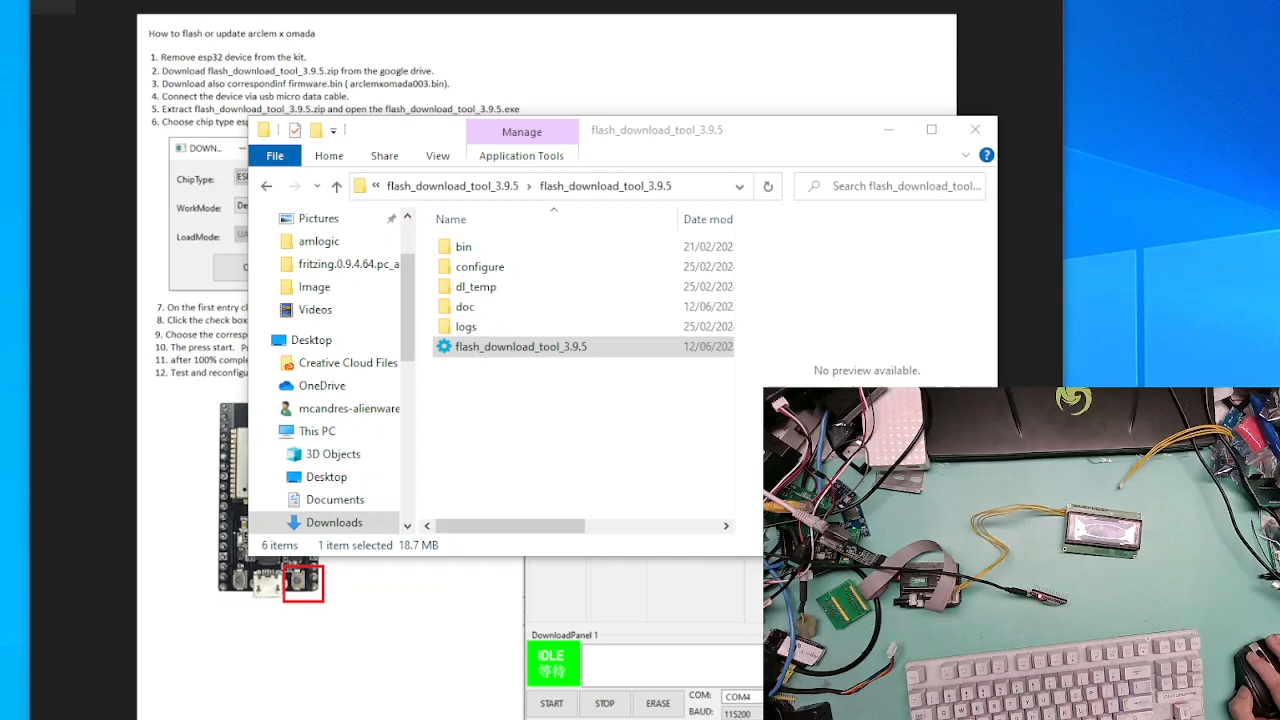 How to flash or update arclem x omada
1. Remove esp32 device from the kit.
2. Download flash_download_tool_3.9.5.zip from the google drive.
3. Download also correspondinf firmware.bin ( arclemxomada003.bin).
4. Connect the device via usb micro data cable.
5. Extract flash_download_tool_3.9.5.zip and open the flash_download_tool_3.9.5.exe
6. Choose chip type esp
DOWN...
ChipType:
WorkMode: De
LoadMode:
7. On the first entry cl
8. Click the check box
9. Choose the corresp
10. The press start.
11. after 100% comple
12. Test and reconfigu
Manage
flash_download_tool_3.9.5
File
Home
Share
View
Application Tools
flash_download_tool_3.9.5 › flash_download_tool_3.9.5
Search flash_download_tool...
Pictures
amlogic
fritzing.0.9.4.64.pc_a
Image
Videos
Desktop
Creative Cloud Files
OneDrive
mcandres-alienware
This PC
3D Objects
Desktop
Documents
Downloads
Name
Date mod
bin 21/02/202
configure 25/02/202
dl_temp 25/02/202
doc 12/06/202
logs 25/02/202
flash_download_tool_3.9.5 12/06/202
No preview available.
6 items 1 item selected 18.7 MB
DownloadPanel 1
IDLE
等待
START
STOP
ERASE
COM: COM4
BAUD: 115200